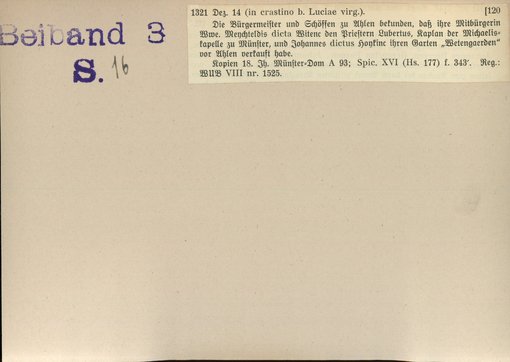 Beiband 3
S. 16
1321 Dez. 14 (in crastino b. Luciae virg.). [120
Die Bürgermeister und Schöffen zu Ahlen bekunden, daß ihre Mitbürgerin
Wwe. Meychteldis dicta Witenc den Priestern Lubertus, Kaplan der Michaelis-
kapelle zu Münster, und Johannes dictus Honkinc ihren Garten „Wetengaerden“
vor Ahlen verkauft habe.
Kopien 18. Jh. Münster-Dom A 93; Spic. XVI (Hs. 177) f. 343'. Reg.:
WUB VIII nr. 1525.